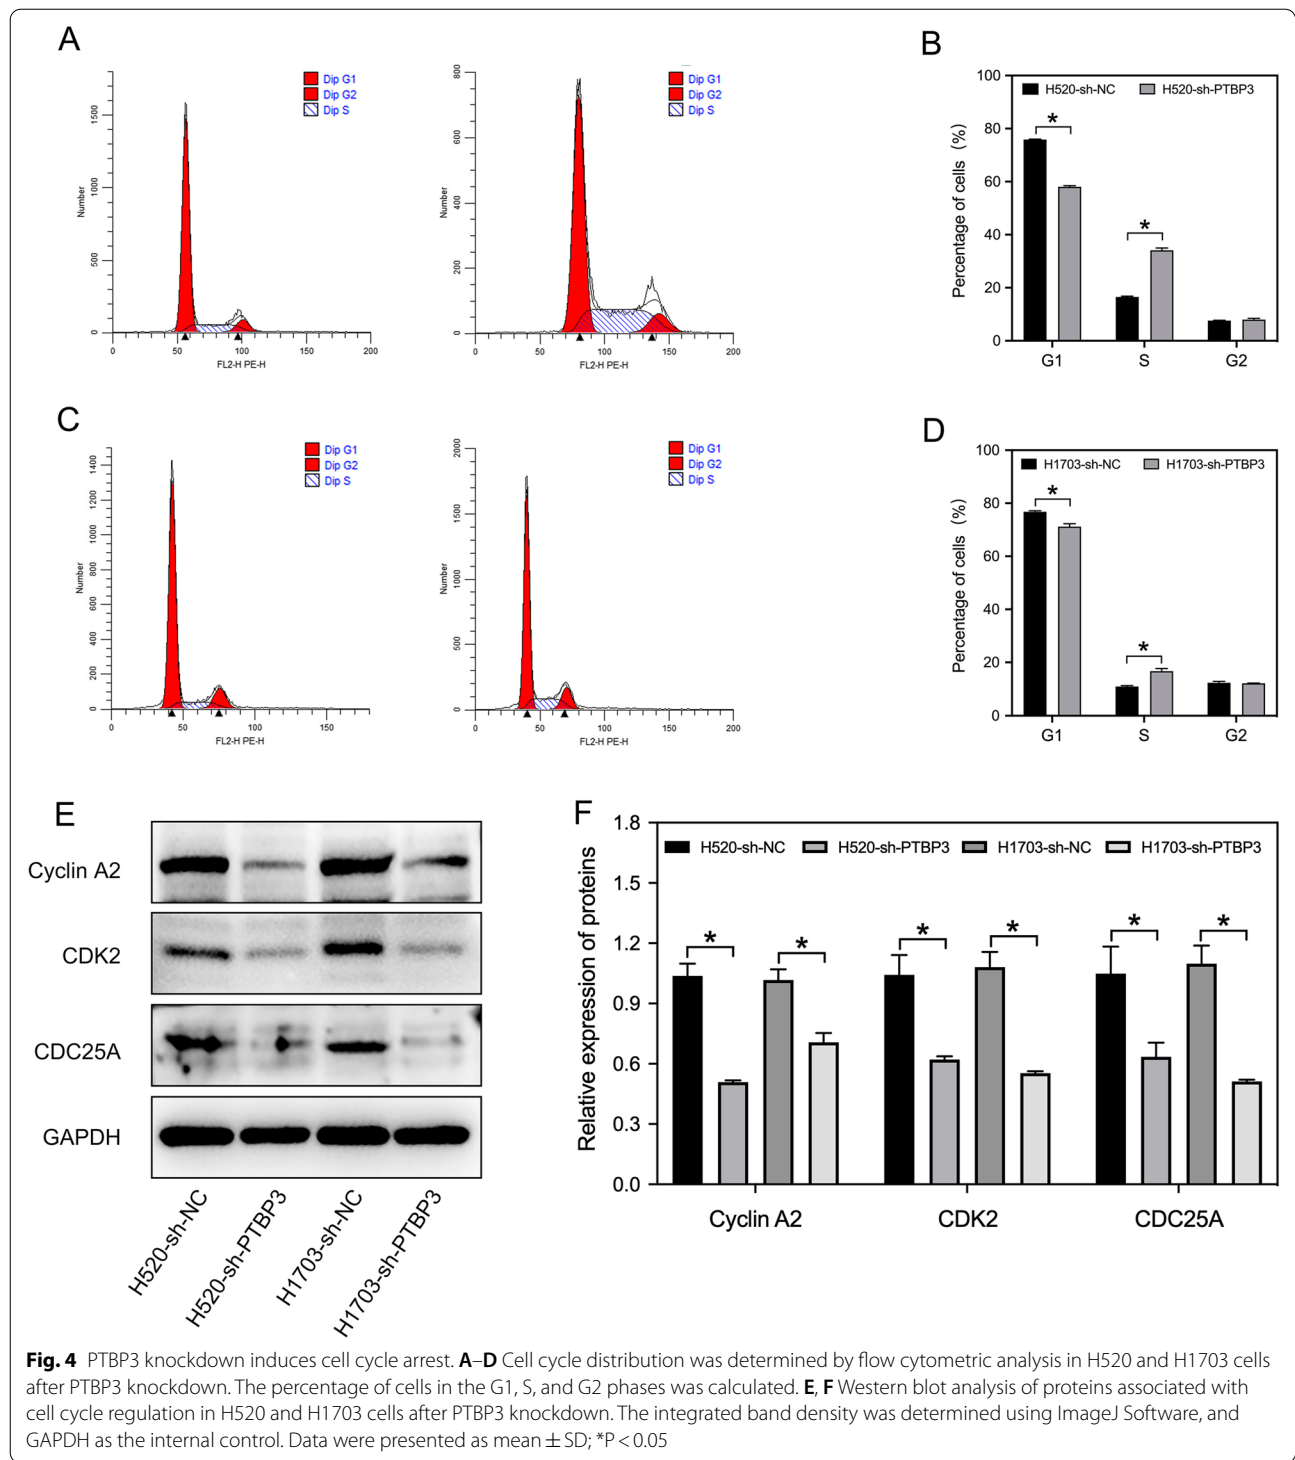 A
Dip G1
Dip G2
Dip S
Number
1500
1000
500
0
0 50 100 150 200
FL2-H PE-H
Dip G1
Dip G2
Dip S
Number
800
600
400
200
0
0 50 100 150 200
FL2-H PE-H
B
H520-sh-NC H520-sh-PTBP3
Percentage of cells (%)
100
80
60
40
20
0
*
*
G1 S G2
C
Dip G1
Dip G2
Dip S
Number
1400
1200
1000
800
600
400
200
0
0 50 100 150
FL2-H PE-H
Dip G1
Dip G2
Dip S
Number
2000
1500
1000
500
0
0 50 100 150 200
FL2-H PE-H
D
H1703-sh-NC H1703-sh-PTBP3
Percentage of cells (%)
100
80
60
40
20
0
*
*
G1 S G2
E
Cyclin A2
CDK2
CDC25A
GAPDH
H520-sh-NC
H520-sh-PTBP3
H1703-sh-NC
H1703-sh-PTBP3
F
H520-sh-NC H520-sh-PTBP3 H1703-sh-NC H1703-sh-PTBP3
Relative expression of proteins
1.8
1.5
1.2
0.9
0.6
0.3
0.0
* * * * * *
Cyclin A2 CDK2 CDC25A
Fig. 4 PTBP3 knockdown induces cell cycle arrest. A–D Cell cycle distribution was determined by flow cytometric analysis in H520 and H1703 cells
after PTBP3 knockdown. The percentage of cells in the G1, S, and G2 phases was calculated. E, F Western blot analysis of proteins associated with
cell cycle regulation in H520 and H1703 cells after PTBP3 knockdown. The integrated band density was determined using ImageJ Software, and
GAPDH as the internal control. Data were presented as mean ± SD; *P < 0.05